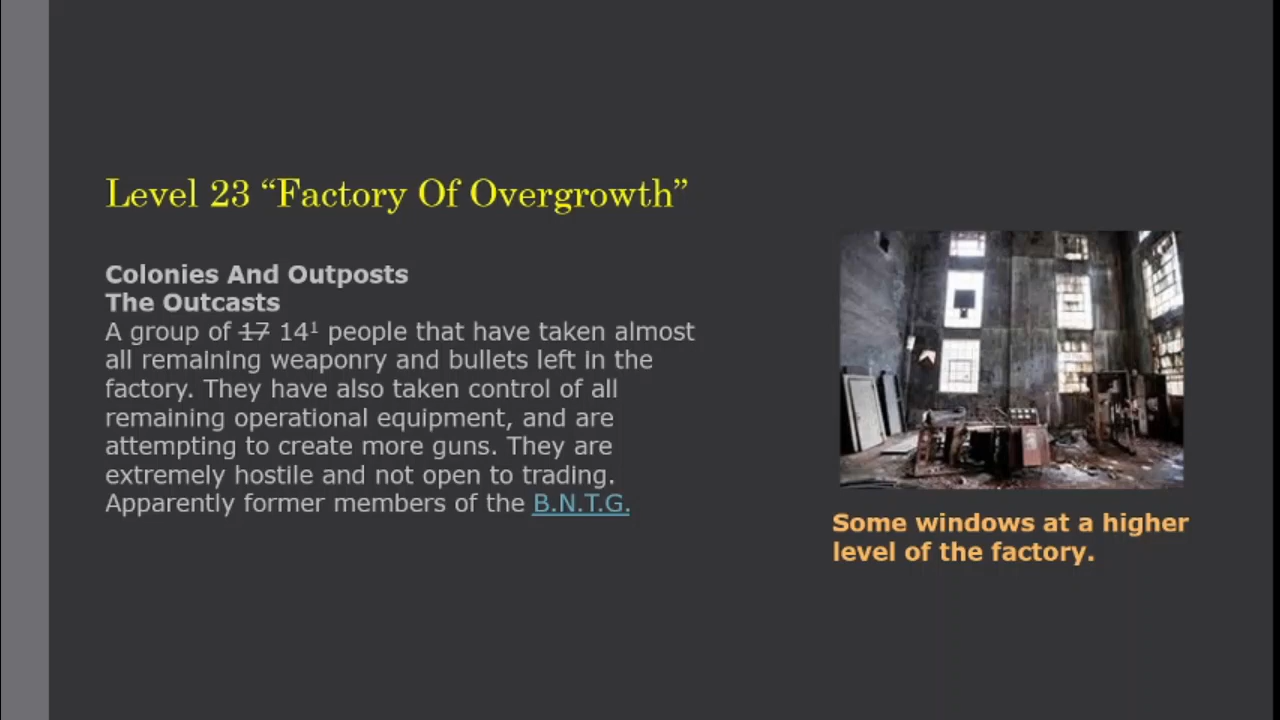 Level 23 “Factory Of Overgrowth”
Colonies And Outposts
The Outcasts
A group of 17 14¹ people that have taken almost
all remaining weaponry and bullets left in the
factory. They have also taken control of all
remaining operational equipment, and are
attempting to create more guns. They are
extremely hostile and not open to trading.
Apparently former members of the B.N.T.G.
Some windows at a higher
level of the factory.